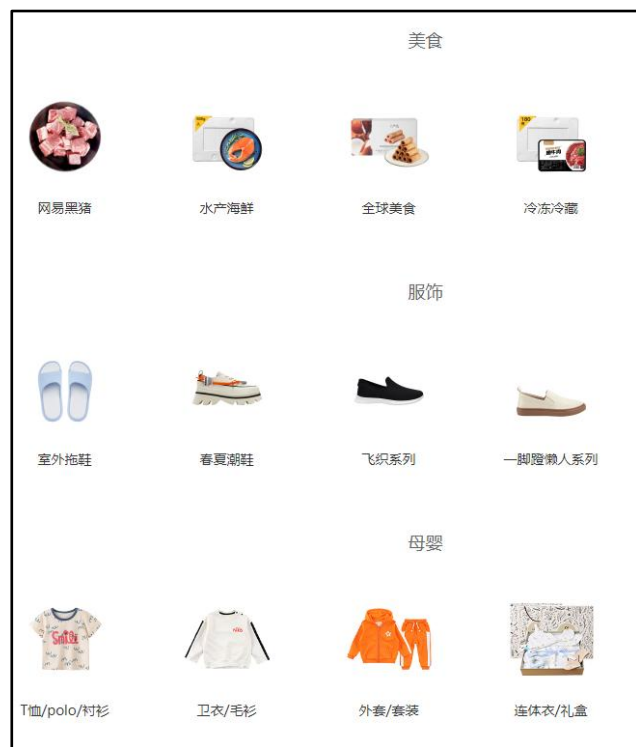 美食
网易黑猪
水产海鲜
全球美食
冷冻冷藏
服饰
室外拖鞋
春夏潮鞋
飞织系列
一脚蹬懒人系列
母婴
Smile
T恤/polo/衬衫
卫衣/毛衫
外套/套装
连体衣/礼盒